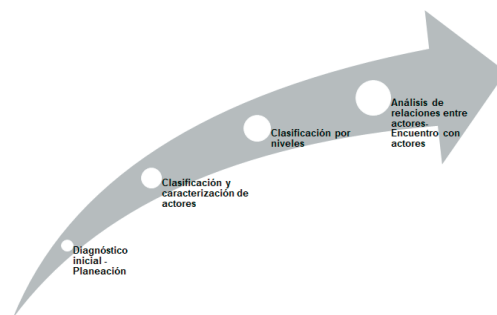 Análisis de
relaciones entre
actores-
Encuentro con
actores
Clasificación por
niveles
Clasificación y
caracterización de
actores
Diagnóstico
inicial -
Planeación